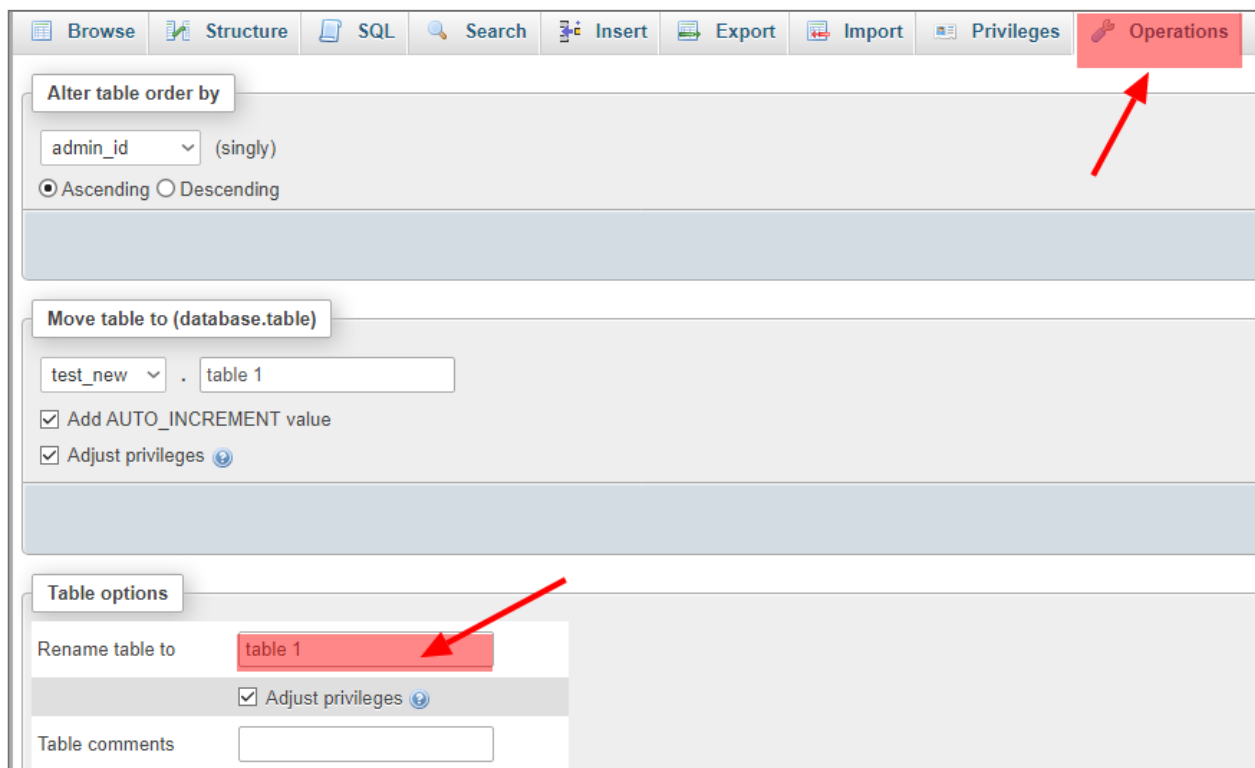 Browse Structure SQL Search Insert Export Import Privileges Operations
Alter table order by
admin_id (singly)
Ascending Descending
Move table to (database.table)
test_new . table 1
Add AUTO_INCREMENT value
Adjust privileges
Table options
Rename table to table 1
Adjust privileges
Table comments